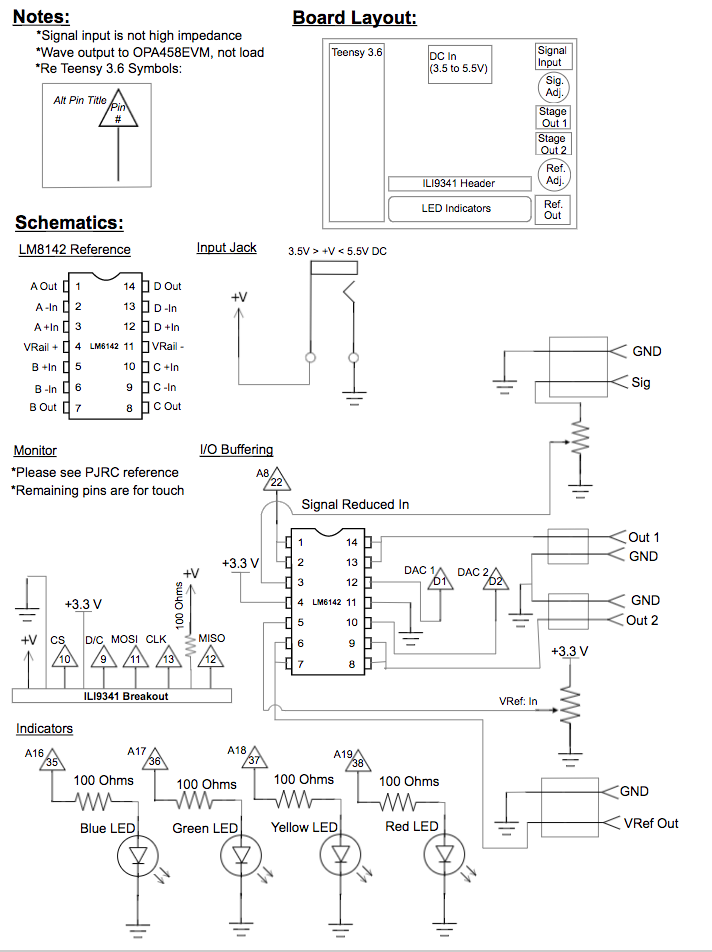 Notes:
*Signal input is not high impedance
*Wave output to OPA458EVM, not load
*Re Teensy 3.6 Symbols:
Alt Pin Title
Pin
#
Board Layout:
Teensy 3.6
DC In
(3.5 to 5.5V)
Signal
Input
Sig.
Adj.
Stage
Out 1
Stage
Out 2
Ref.
Adj.
Ref.
Out
ILI9341 Header
LED Indicators
Schematics:
LM8142 Reference
A Out 1 14 D Out
A -In 2 13 D -In
A +In 3 12 D +In
VRail + 4 LM6142 11 VRail -
B +In 5 10 C +In
B -In 6 9 C -In
B Out 7 8 C Out
Input Jack
3.5V > +V < 5.5V DC
+V
GND
Sig
Monitor
*Please see PJRC reference
*Remaining pins are for touch
I/O Buffering
A8
22
Signal Reduced In
+3.3 V
1 14
2 13
3 12
4 LM6142 11
5 10
6 9
7 8
DAC 1
D1
DAC 2
D2
Out 1
GND
GND
Out 2
+3.3 V
VRef: In
GND
VRef Out
+V
+3.3 V
100 Ohms
+V
CS
10
D/C
9
MOSI
11
CLK
13
MISO
12
ILI9341 Breakout
Indicators
A16
35
100 Ohms
Blue LED
A17
36
100 Ohms
Green LED
A18
37
100 Ohms
Yellow LED
A19
38
100 Ohms
Red LED